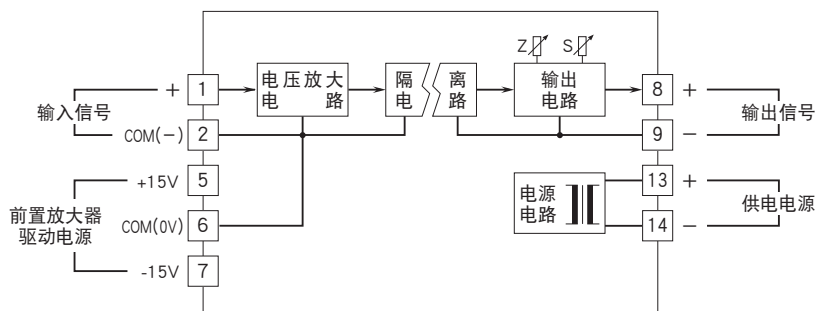 Z S
输入信号
+ 1
电压放大
电 路
隔
电
离
路
输出
电路
8 +
输出信号
COM(−) 2
9 −
+15V 5
前置放大器
驱动电源
COM(0V) 6
-15V 7
电源
电路
13 +
供电电源
14 −